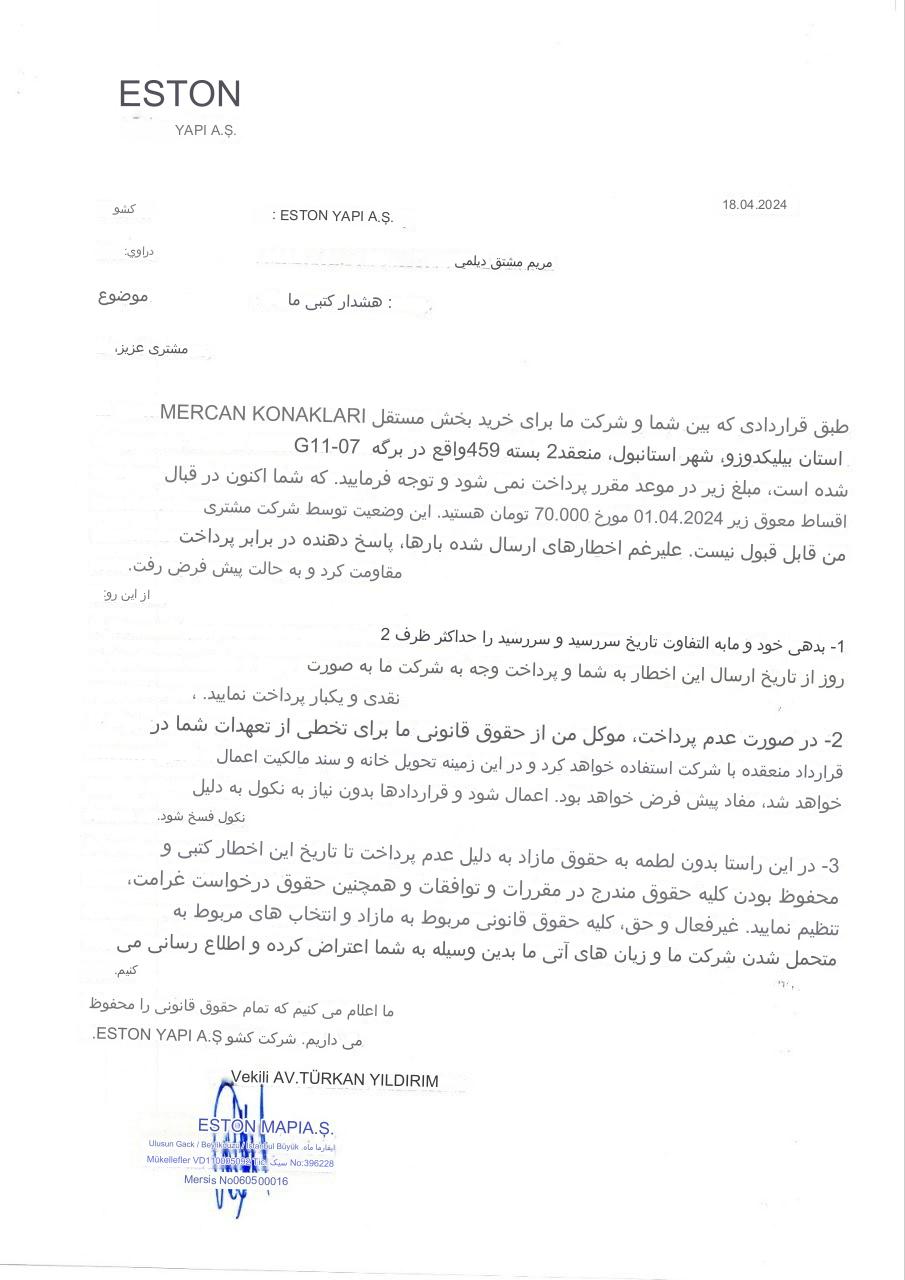 ESTON
YAPI A.Ş.
18.04.2024
کشو
: ESTON YAPI A.Ş.
دراوي:
مریم مشتق دیلمی
موضوع
: هشدار کتبی ما
مشتری عزیز،
طبق قراردادی که بین شما و شرکت ما برای خرید بخش مستقل MERCAN KONAKLARI
استان بیلیکدوزو، شهر استانبول، منعقد2 بسته 459واقع در برگه G11-07
شده است، مبلغ زیر در موعد مقرر پرداخت نمی شود و توجه فرمایید. که شما اکنون در قبال
اقساط معوق زیر 01.04.2024 مورخ 70.000 تومان هستید. این وضعیت توسط شرکت مشتری
من قابل قبول نیست. علیرغم اخطارهای ارسال شده بارها، پاسخ دهنده در برابر پرداخت
مقاومت کرد و به حالت پیش فرض رفت.
از این رو:
1- بدهی خود و مابه التفاوت تاریخ سررسید و سررسید را حداکثر ظرف 2
روز از تاریخ ارسال این اخطار به شما و پرداخت وجه به شرکت ما به صورت
نقدی و یکبار پرداخت نمایید. ،
2- در صورت عدم پرداخت، موکل من از حقوق قانونی ما برای تخطی از تعهدات شما در
قرارداد منعقده با شرکت استفاده خواهد کرد و در این زمینه تحویل خانه و سند مالکیت اعمال
خواهد شد، مفاد پیش فرض خواهد بود. اعمال شود و قراردادها بدون نیاز به نکول به دلیل
نکول فسخ شود.
3- در این راستا بدون لطمه به حقوق مازاد به دلیل عدم پرداخت تا تاریخ این اخطار کتبی و
محفوظ بودن کلیه حقوق مندرج در مقررات و توافقات و همچنین حقوق درخواست غرامت،
تنظیم نمایید. غیرفعال و حق، کلیه حقوق قانونی مربوط به مازاد و انتخاب های مربوط به
متحمل شدن شرکت ما و زیان های آتی ما بدین وسیله به شما اعتراض کرده و اطلاع رسانی می
کنیم.
ما اعلام می کنیم که تمام حقوق قانونی را محفوظ
می داریم. شرکت کشو ESTON YAPI A.Ş.
Vekili AV.TÜRKAN YILDIRIM
ESTON MAPIA.Ş.
Ulusun Gack / Beylikduzu / Istanbul Büyük ماه
Mükellefler سیک No:396228
Mersis No060500016